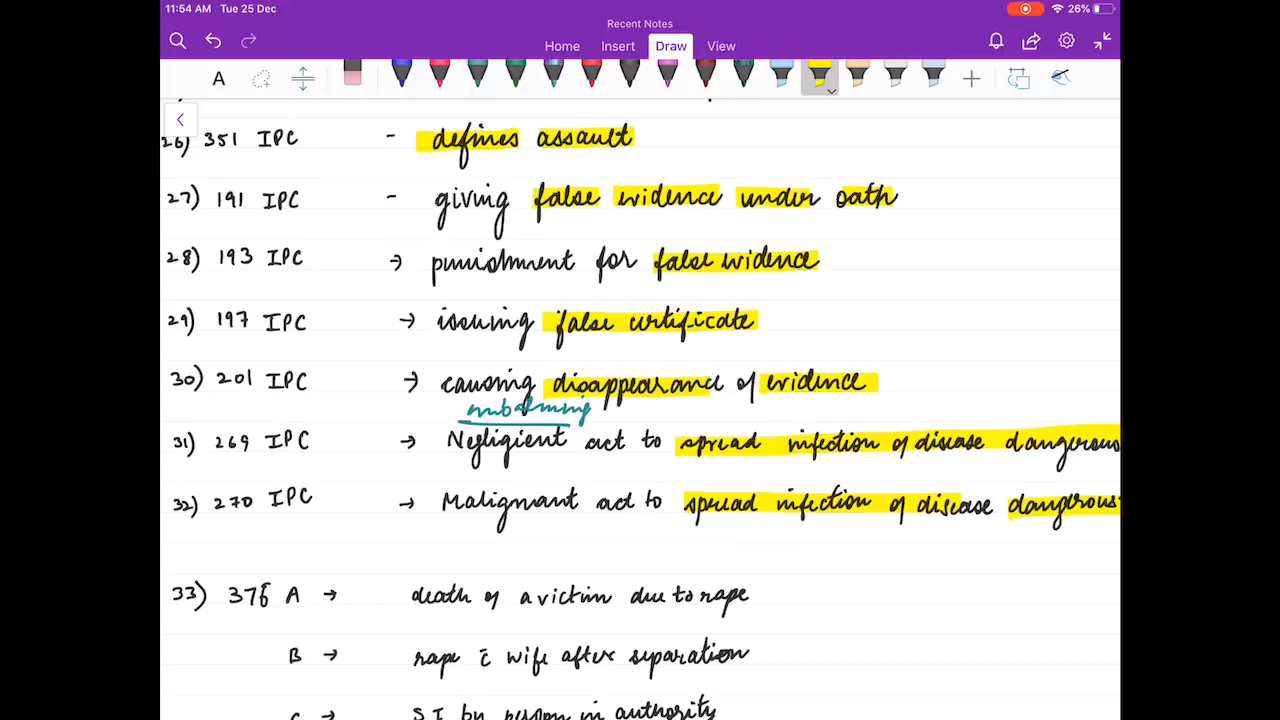 11:54 AM Tue 25 Dec
26%
Recent Notes
Home Insert Draw View
A
26) 351 IPC - defines assault
27) 191 IPC - giving false evidence under oath
28) 193 IPC → punishment for false evidence
29) 197 IPC → issuing false certificate
30) 201 IPC → causing disappearance of evidence
embalming
31) 269 IPC → Negligient act to spread infection of disease dangerous
32) 270 IPC → Malignant act to spread infection of disease dangerous
33) 376 A → death of a victim due to rape
B → rape c̄ wife after separation
C → S I by person in authority